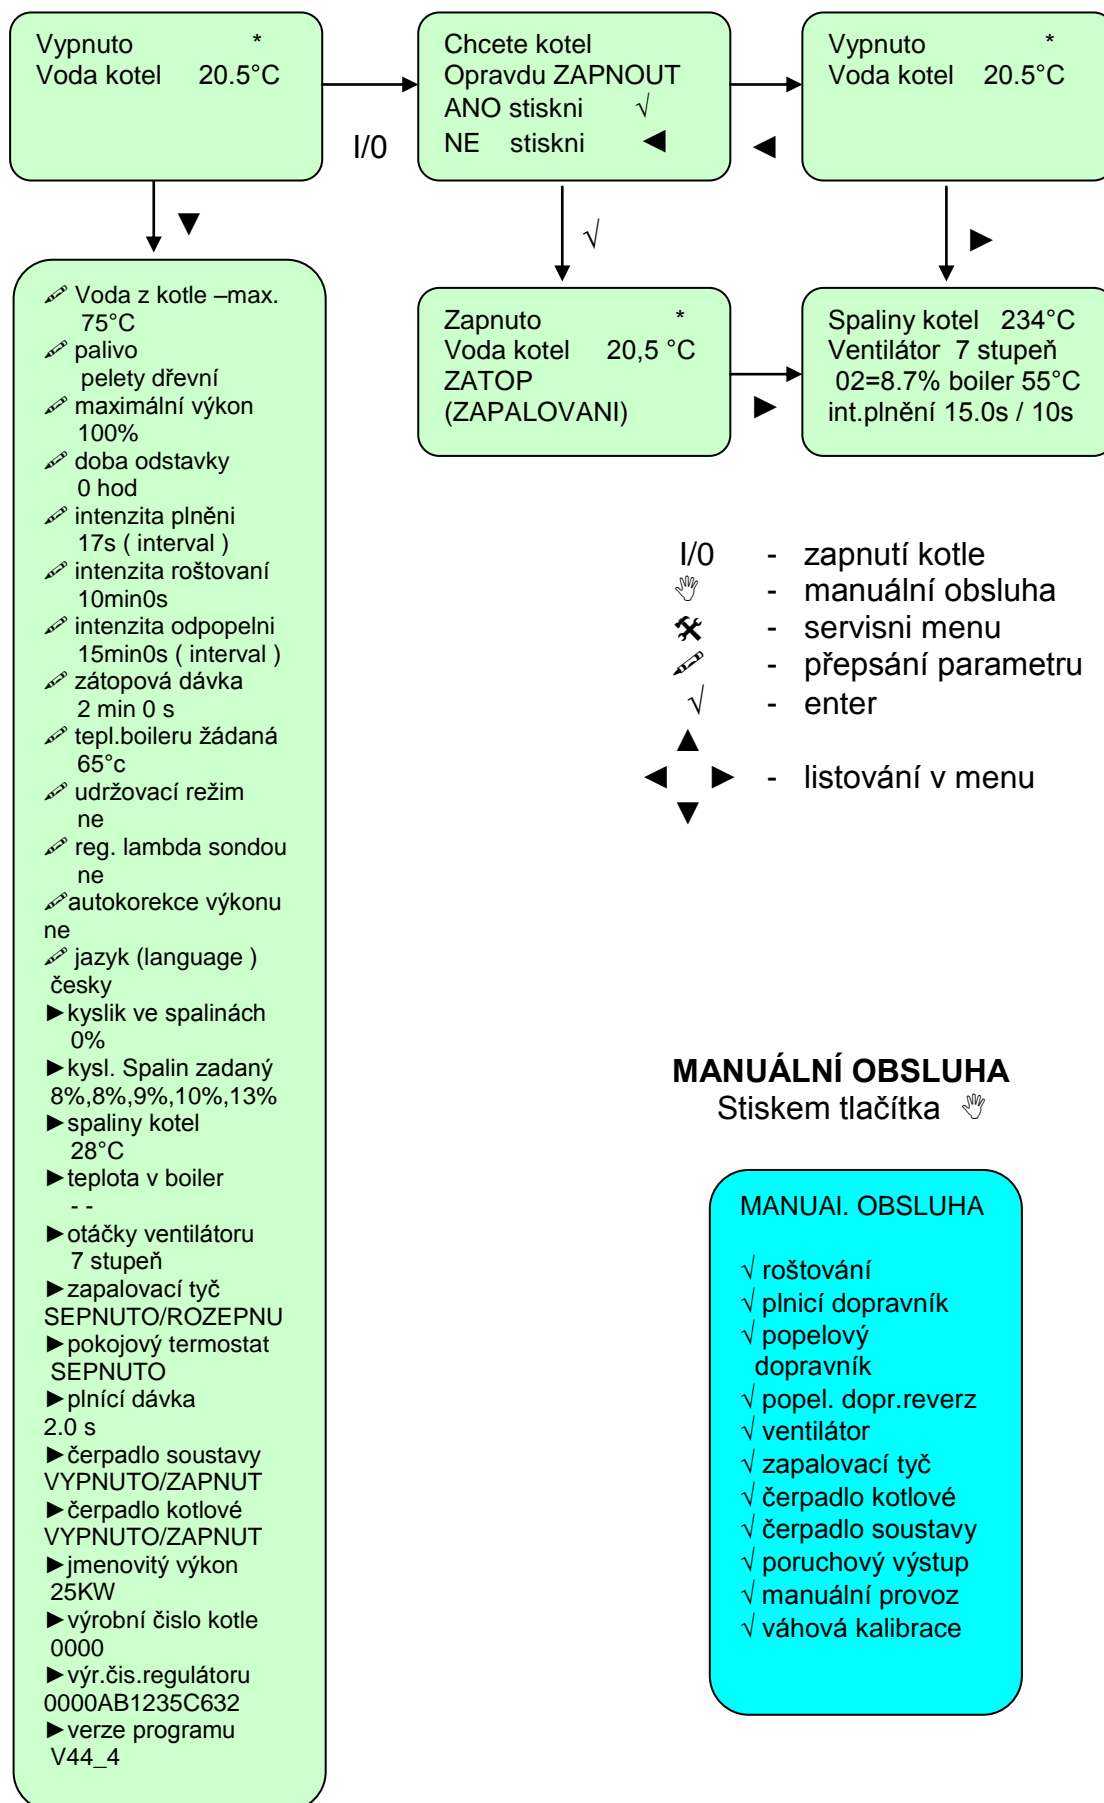 Vypnuto *
Voda kotel 20.5°C
I/0
Chcete kotel
Opravdu ZAPNOUT
ANO stiskni √
NE stiskni ◄
◄
Vypnuto *
Voda kotel 20.5°C
▼
√
►
Zapnuto *
Voda kotel 20,5 °C
ZATOP
(ZAPALOVANI)
►
Spaliny kotel 234°C
Ventilátor 7 stupeň
02=8.7% boiler 55°C
int.plnění 15.0s / 10s
Voda z kotle –max.
75°C
palivo
pelety dřevní
maximální výkon
100%
doba odstavky
0 hod
intenzita plněni
17s ( interval )
intenzita roštovaní
10min0s
intenzita odpopelni
15min0s ( interval )
zátopová dávka
2 min 0 s
tepl.boileru žádaná
65°c
udržovací režim
ne
reg. lambda sondou
ne
autokorekce výkonu
ne
jazyk (language )
česky
►kyslik ve spalinách
0%
►kysl. Spalin zadaný
8%,8%,9%,10%,13%
►spaliny kotel
28°C
►teplota v boiler
- -
►otáčky ventilátoru
7 stupeň
►zapalovací tyč
SEPNUTO/ROZEPNU
►pokojový termostat
SEPNUTO
►plnící dávka
2.0 s
►čerpadlo soustavy
VYPNUTO/ZAPNUT
►čerpadlo kotlové
VYPNUTO/ZAPNUT
►jmenovitý výkon
25KW
►výrobní čislo kotle
0000
►výr.čis.regulátoru
0000AB1235C632
►verze programu
V44_4
I/0 - zapnutí kotle
- manuální obsluha
- servisni menu
- přepsání parametru
√ - enter
▲
◄ ► - listování v menu
▼
MANUÁLNÍ OBSLUHA
Stiskem tlačítka
MANUAl. OBSLUHA
√ roštování
√ plnicí dopravník
√ popelový
dopravník
√ popel. dopr.reverz
√ ventilátor
√ zapalovací tyč
√ čerpadlo kotlové
√ čerpadlo soustavy
√ poruchový výstup
√ manuální provoz
√ váhová kalibrace